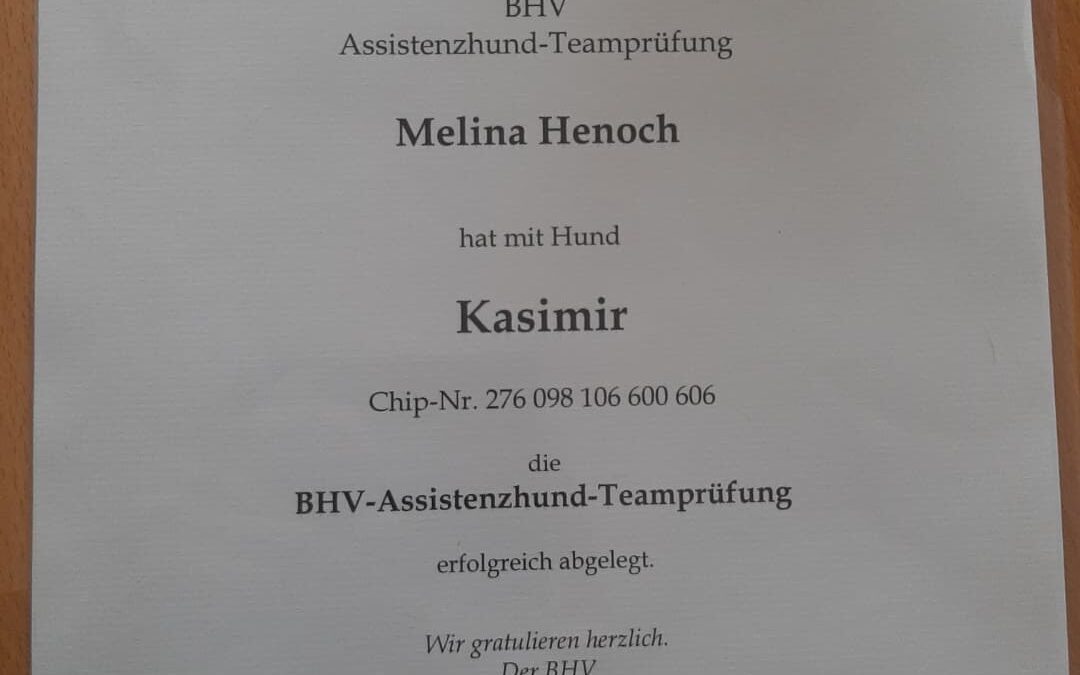 BHV
Assistenzhund-Teamprüfung
Melina Henoch
hat mit Hund
Kasimir
Chip-Nr. 276 098 106 600 606
die
BHV-Assistenzhund-Teamprüfung
erfolgreich abgelegt.
Wir gratulieren herzlich.
Der BHV